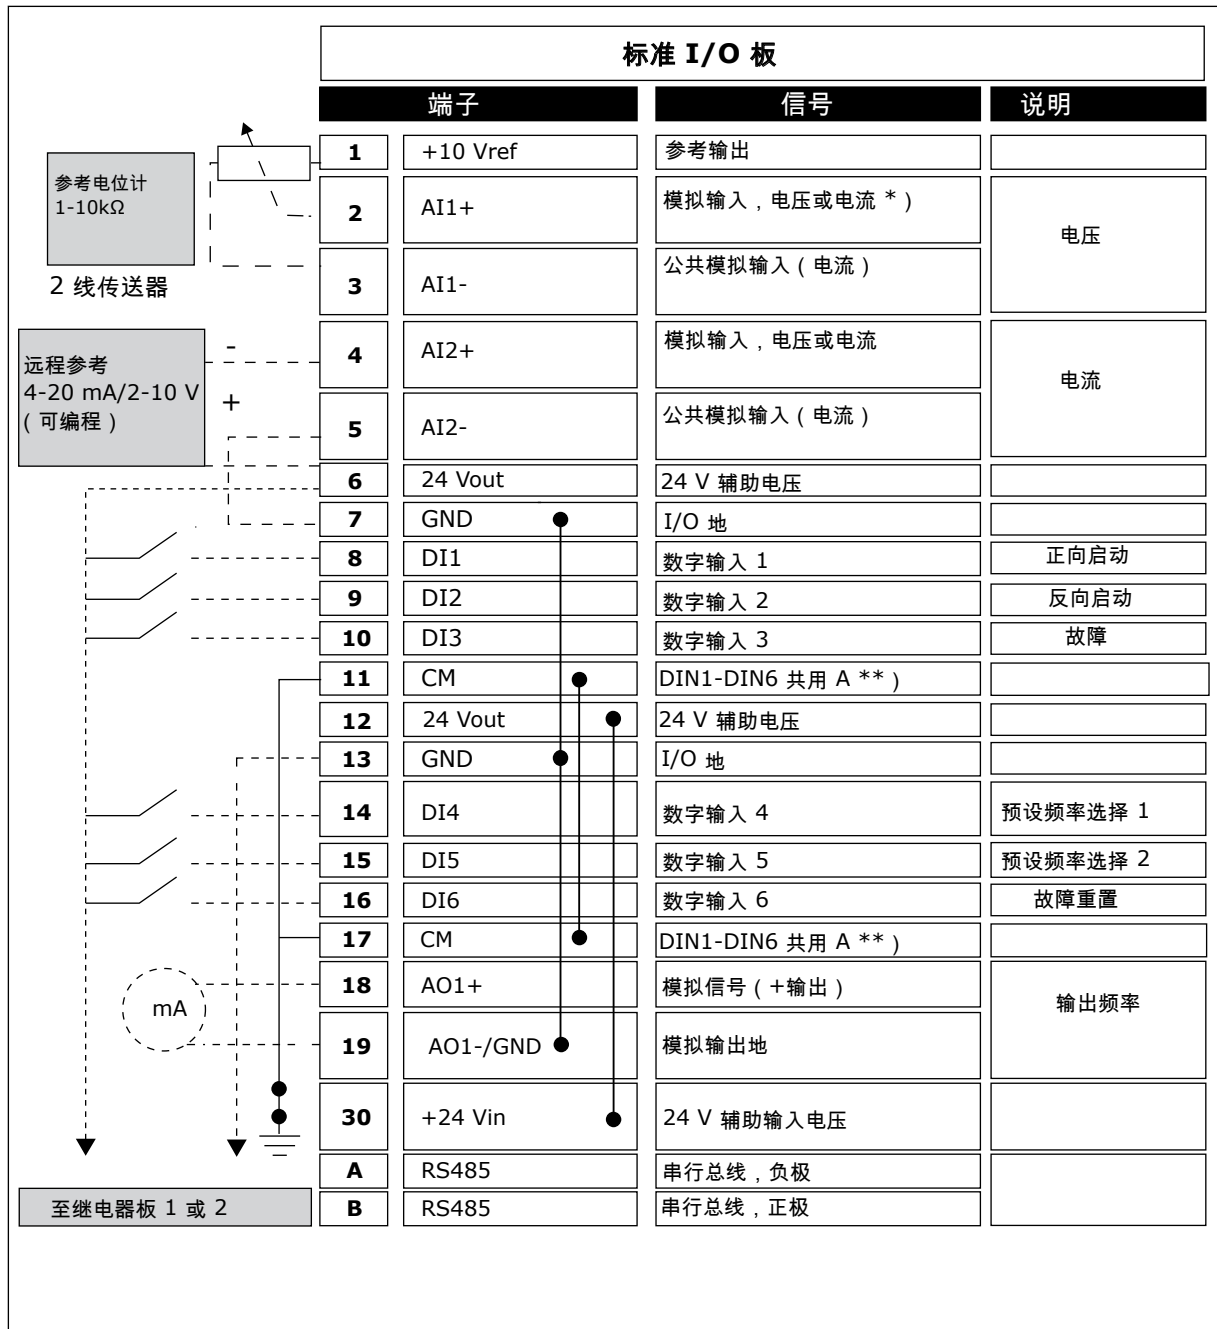 标准 I/O 板
端子 信号 说明
参考电位计
1-10kΩ
2 线传送器
远程参考
4-20 mA/2-10 V
（可编程）
-
+
1 +10 Vref 参考输出
2 AI1+ 模拟输入，电压或电流 *）
电压
3 AI1- 公共模拟输入（电流）
4 AI2+ 模拟输入，电压或电流
电流
5 AI2- 公共模拟输入（电流）
6 24 Vout 24 V 辅助电压
7 GND I/O 地
8 DI1 数字输入 1 正向启动
9 DI2 数字输入 2 反向启动
10 DI3 数字输入 3 故障
11 CM DIN1-DIN6 共用 A **）
12 24 Vout 24 V 辅助电压
13 GND I/O 地
14 DI4 数字输入 4 预设频率选择 1
15 DI5 数字输入 5 预设频率选择 2
16 DI6 数字输入 6 故障重置
17 CM DIN1-DIN6 共用 A **）
18 AO1+ 模拟信号（+输出）
mA
输出频率
19 AO1-/GND 模拟输出地
30 +24 Vin 24 V 辅助输入电压
A RS485 串行总线，负极
B RS485 串行总线，正极
至继电器板 1 或 2